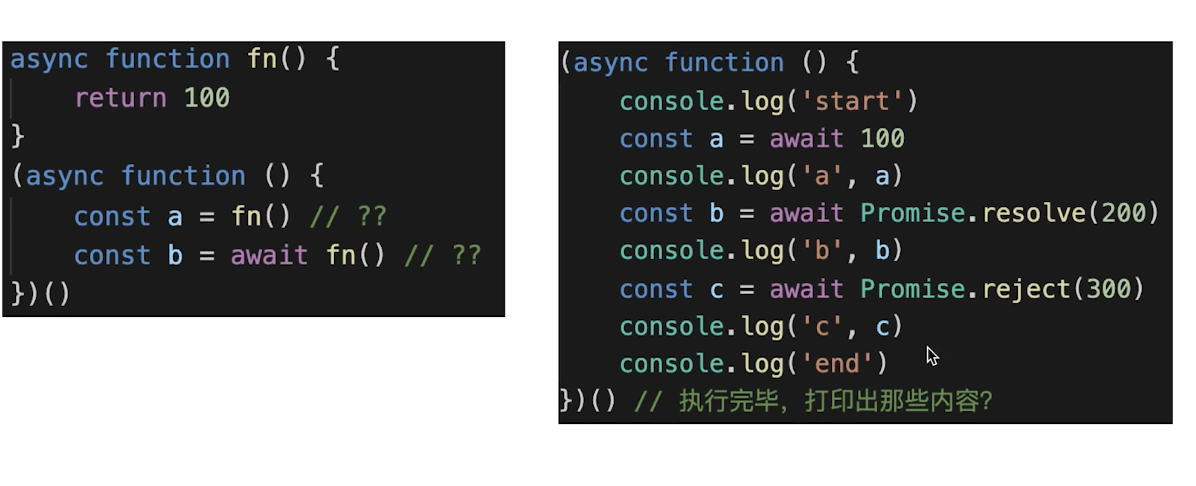 async function fn() {
    return 100
}
(async function () {
    const a = fn() // ??
    const b = await fn() // ??
})()
(async function () {
    console.log('start')
    const a = await 100
    console.log('a', a)
    const b = await Promise.resolve(200)
    console.log('b', b)
    const c = await Promise.reject(300)
    console.log('c', c)
    console.log('end')
})() // 执行完毕，打印出那些内容？